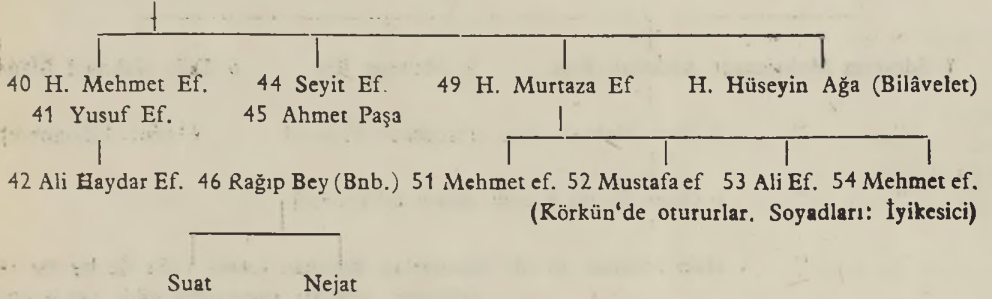 40 H. Mehmet Ef. 44 Seyit Ef. 49 H. Murtaza Ef H. Hüseyin Ağa (Bilâvelet)
41 Yusuf Ef. 45 Ahmet Paşa
42 Ali Haydar Ef. 46 Rağıp Bey (Bnb.) 51 Mehmet ef. 52 Mustafa ef 53 Ali Ef. 54 Mehmet ef.
(Körkün'de otururlar. Soyadları: İyikesici)
Suat Nejat